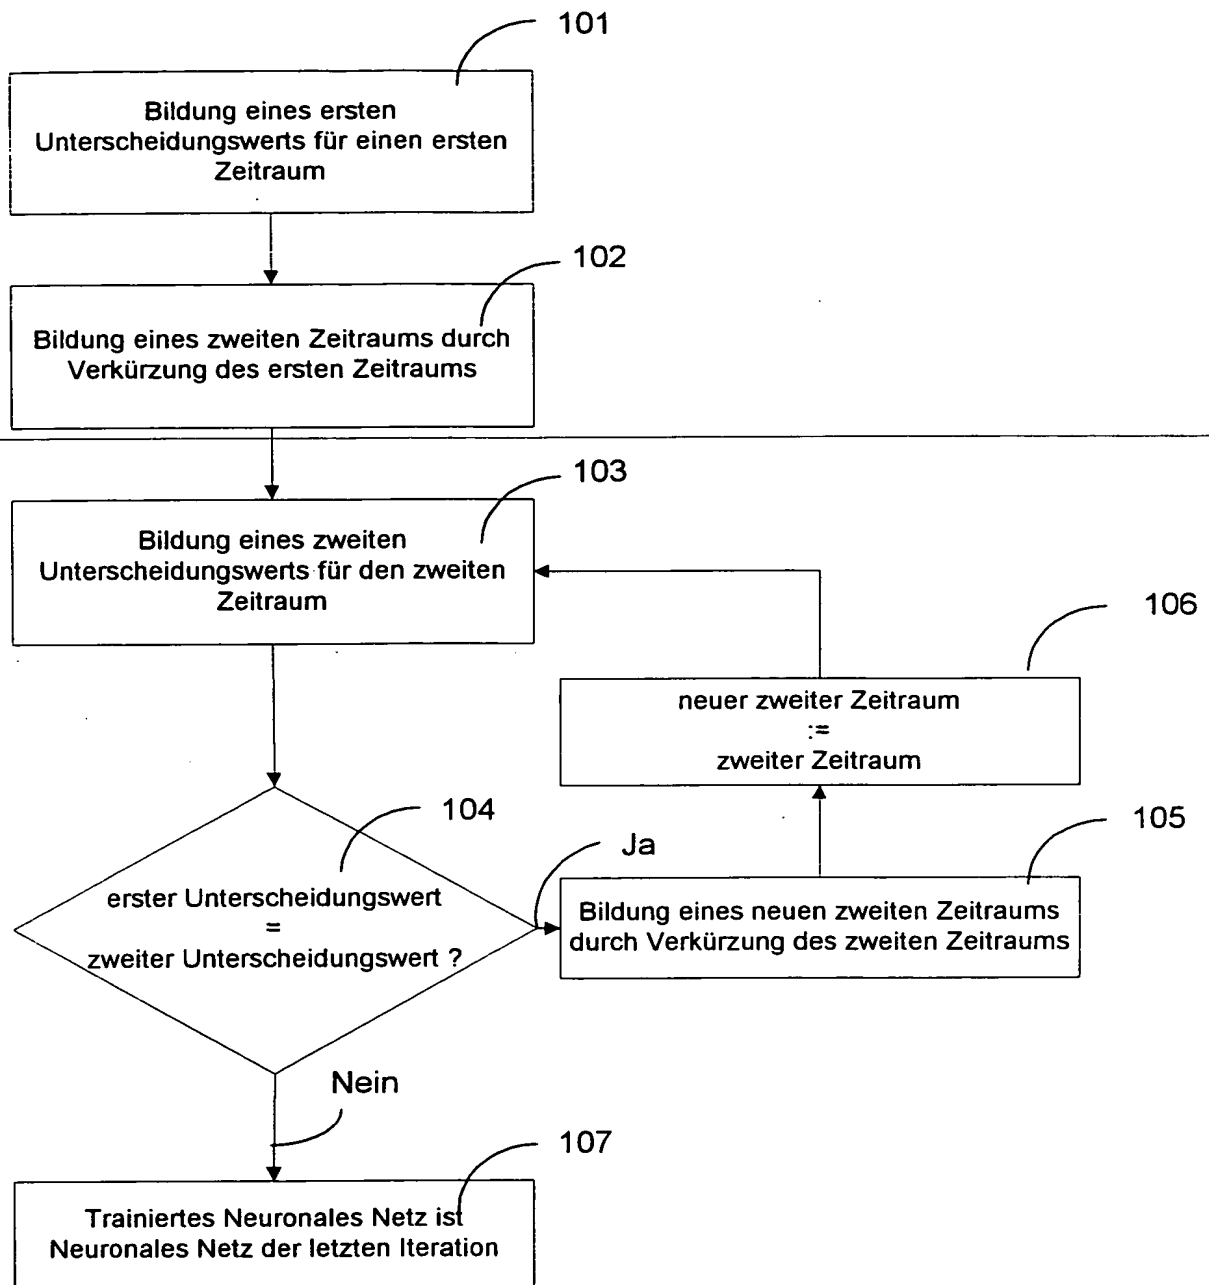 101
Bildung eines ersten
Unterscheidungswerts für einen ersten
Zeitraum
102
Bildung eines zweiten Zeitraums durch
Verkürzung des ersten Zeitraums
103
Bildung eines zweiten
Unterscheidungswerts für den zweiten
Zeitraum
106
neuer zweiter Zeitraum
:=
zweiter Zeitraum
104
erster Unterscheidungswert
=
zweiter Unterscheidungswert ?
Ja
105
Bildung eines neuen zweiten Zeitraums
durch Verkürzung des zweiten Zeitraums
Nein
107
Trainiertes Neuronales Netz ist
Neuronales Netz der letzten Iteration